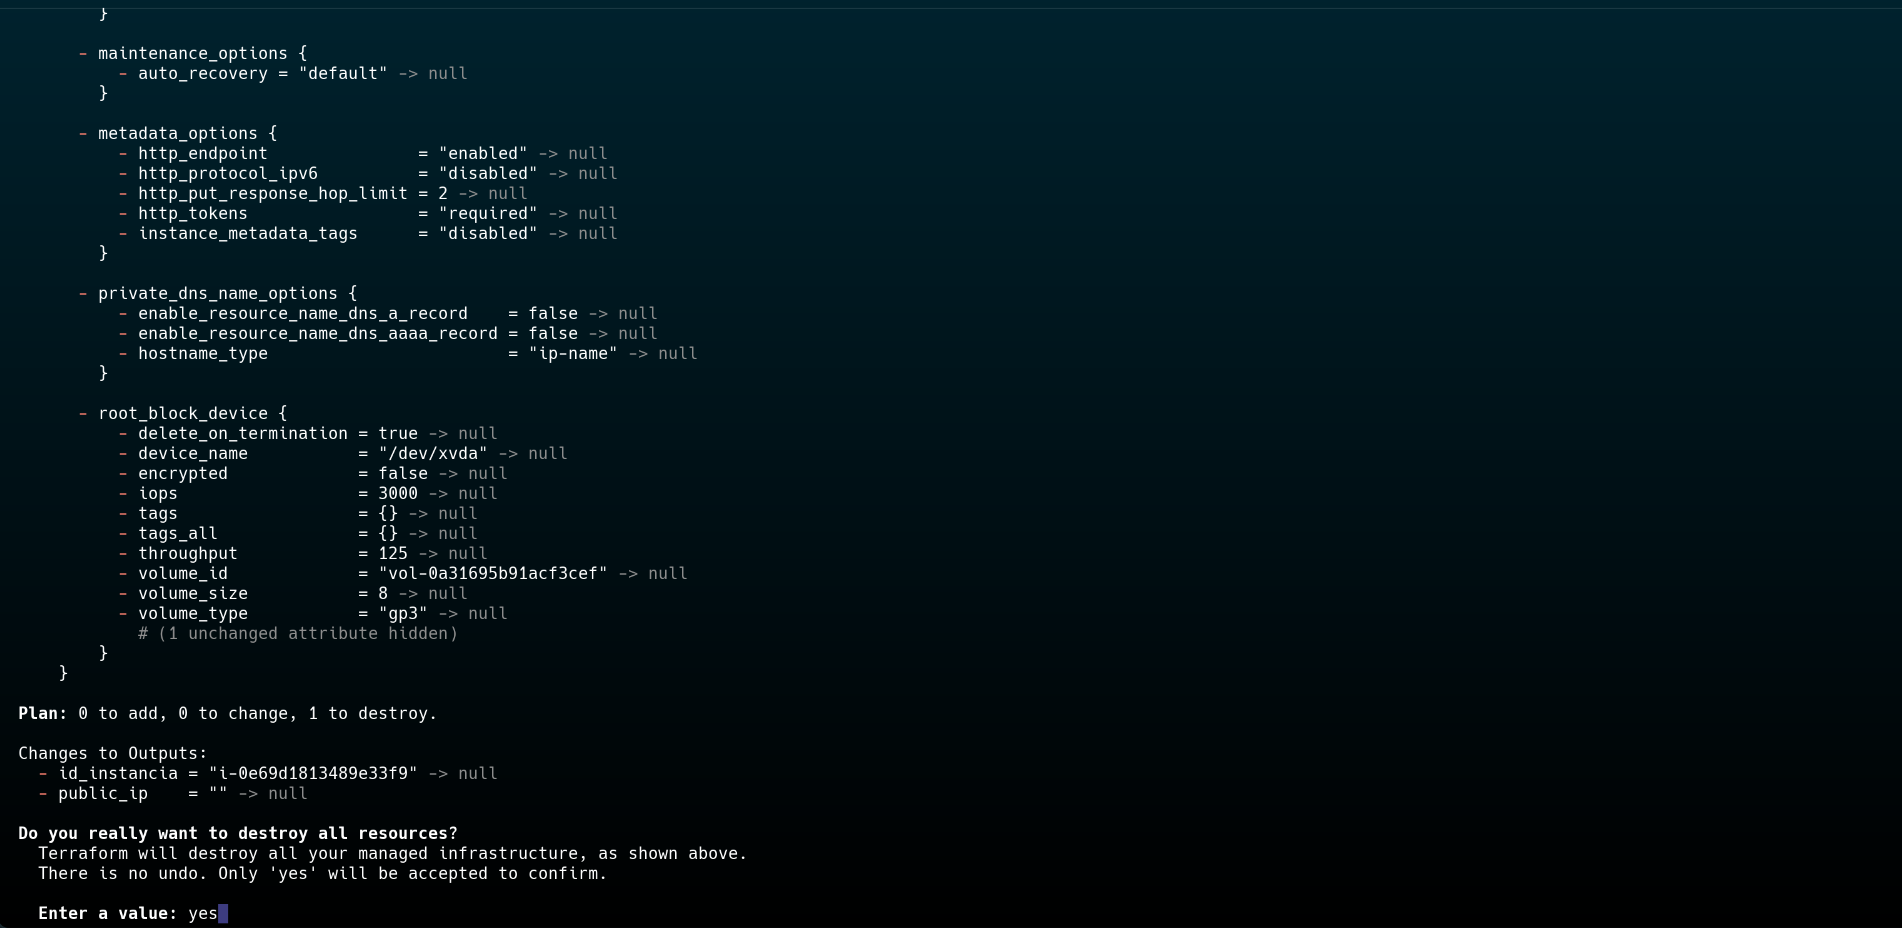 }
- maintenance_options {
- auto_recovery = "default" -> null
}
- metadata_options {
- http_endpoint = "enabled" -> null
- http_protocol_ipv6 = "disabled" -> null
- http_put_response_hop_limit = 2 -> null
- http_tokens = "required" -> null
- instance_metadata_tags = "disabled" -> null
}
- private_dns_name_options {
- enable_resource_name_dns_a_record = false -> null
- enable_resource_name_dns_aaaa_record = false -> null
- hostname_type = "ip-name" -> null
}
- root_block_device {
- delete_on_termination = true -> null
- device_name = "/dev/xvda" -> null
- encrypted = false -> null
- iops = 3000 -> null
- tags = {} -> null
- tags_all = {} -> null
- throughput = 125 -> null
- volume_id = "vol-0a31695b91acf3cef" -> null
- volume_size = 8 -> null
- volume_type = "gp3" -> null
# (1 unchanged attribute hidden)
}
}
Plan: 0 to add, 0 to change, 1 to destroy.
Changes to Outputs:
- id_instancia = "i-0e69d1813489e33f9" -> null
- public_ip = "" -> null
Do you really want to destroy all resources?
Terraform will destroy all your managed infrastructure, as shown above.
There is no undo. Only 'yes' will be accepted to confirm.
Enter a value: yes